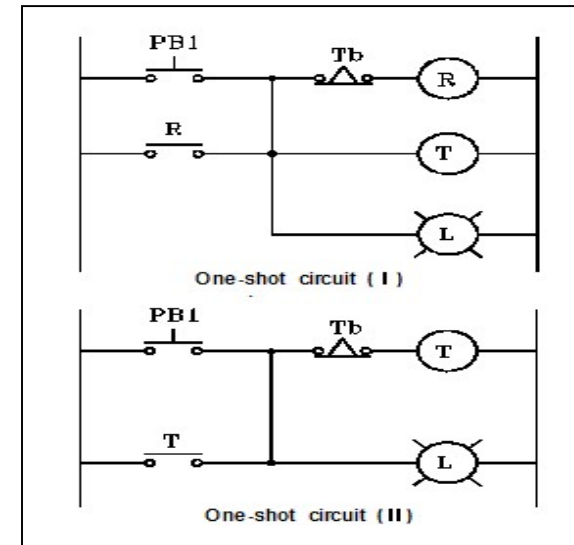 PB1
Tb
R
R
T
L
One-shot circuit ( I )
PB1
Tb
T
T
L
One-shot circuit ( II )